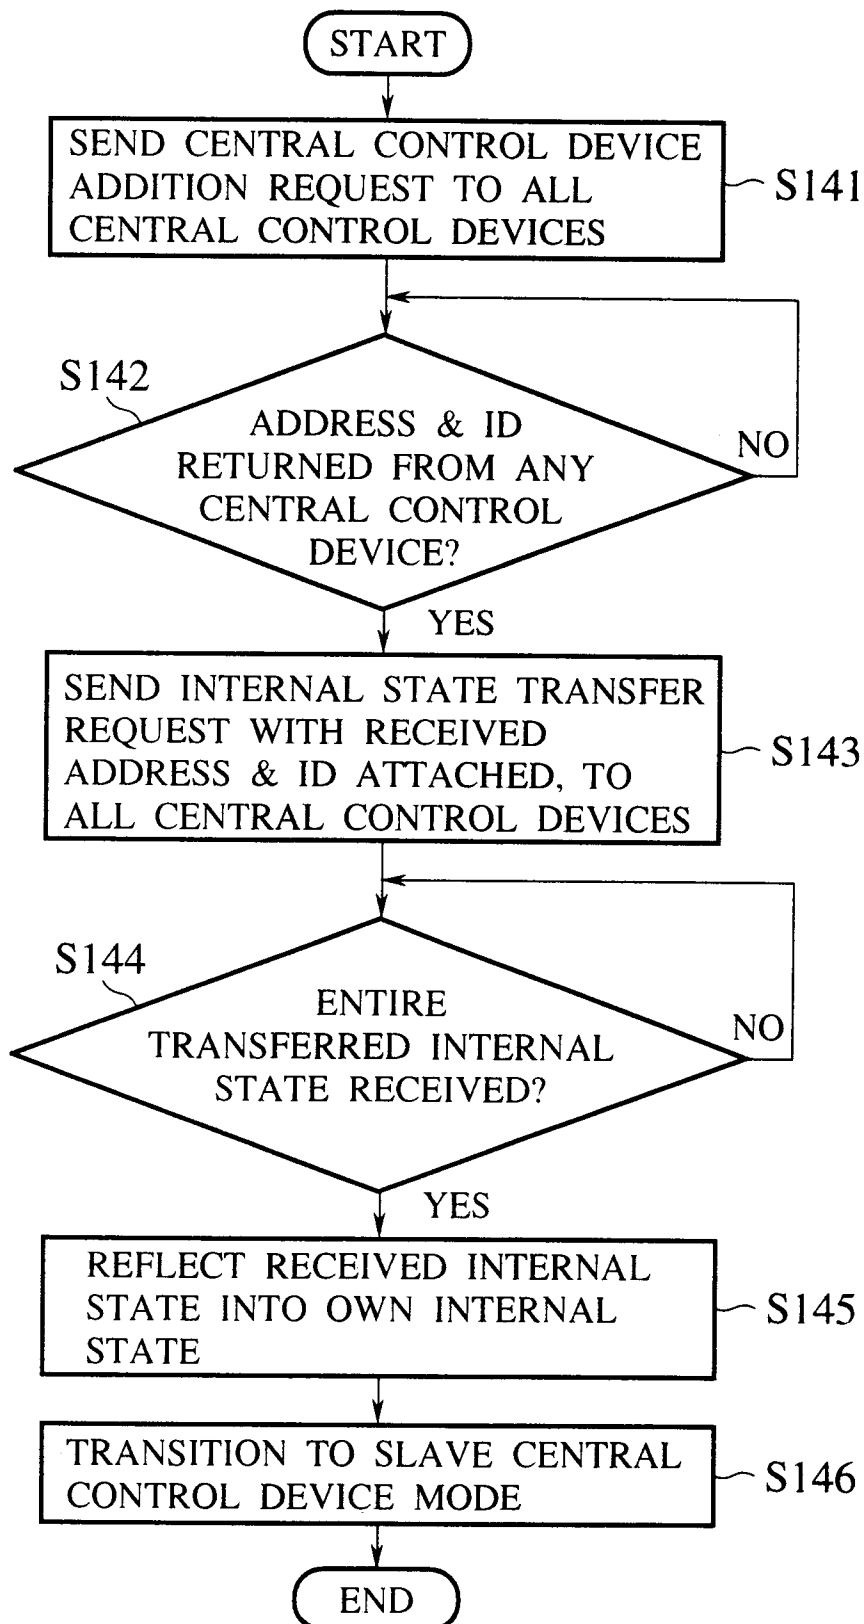 START
SEND CENTRAL CONTROL DEVICE
ADDITION REQUEST TO ALL
CENTRAL CONTROL DEVICES
S141
S142
ADDRESS & ID
RETURNED FROM ANY
CENTRAL CONTROL
DEVICE?
NO
YES
SEND INTERNAL STATE TRANSFER
REQUEST WITH RECEIVED
ADDRESS & ID ATTACHED, TO
ALL CENTRAL CONTROL DEVICES
S143
S144
ENTIRE
TRANSFERRED INTERNAL
STATE RECEIVED?
NO
YES
REFLECT RECEIVED INTERNAL
STATE INTO OWN INTERNAL
STATE
S145
TRANSITION TO SLAVE CENTRAL
CONTROL DEVICE MODE
S146
END